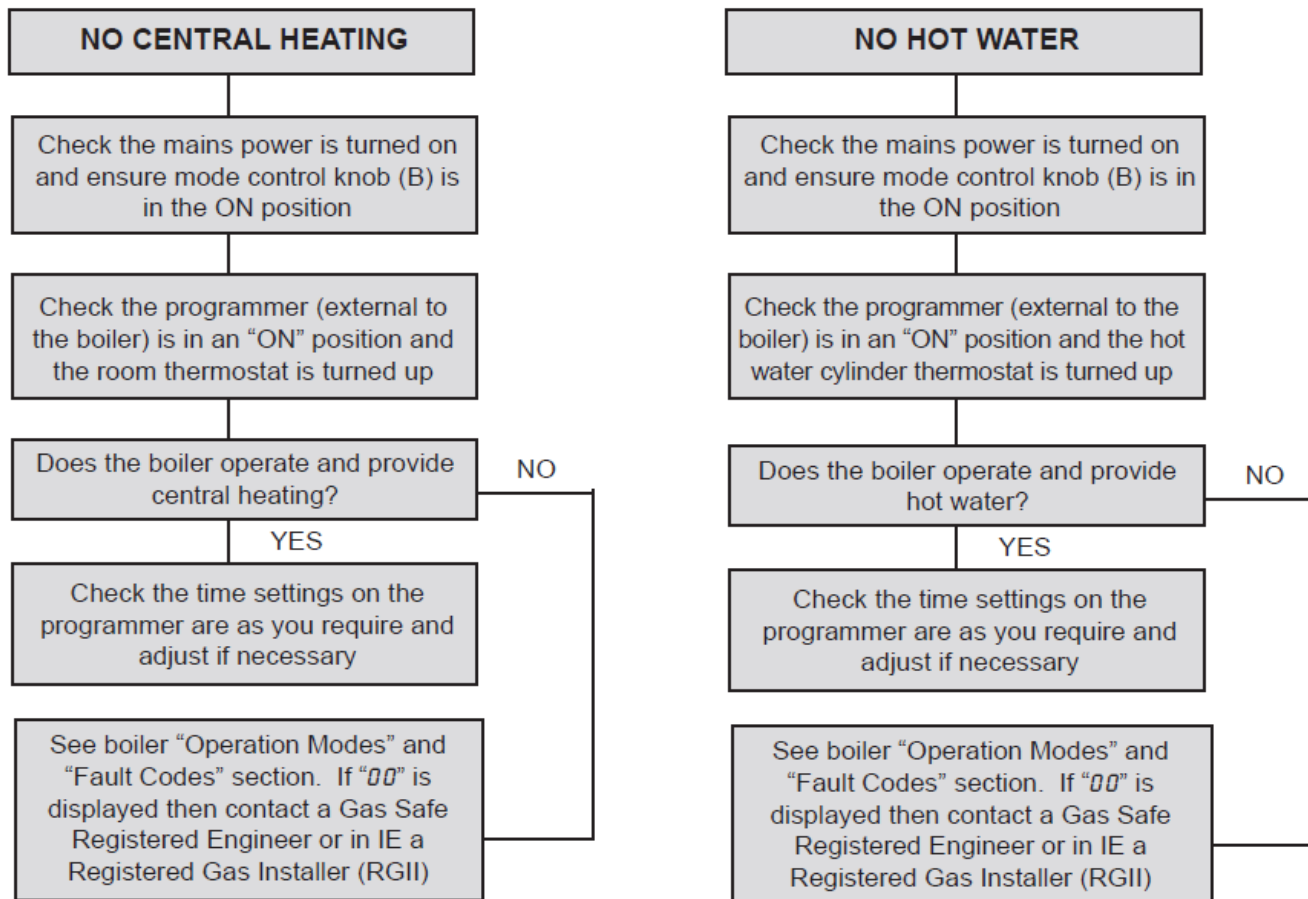 NO CENTRAL HEATING
Check the mains power is turned on
and ensure mode control knob (B) is
in the ON position
Check the programmer (external to
the boiler) is in an “ON” position and
the room thermostat is turned up
Does the boiler operate and provide
central heating?
NO
YES
Check the time settings on the
programmer are as you require and
adjust if necessary
See boiler “Operation Modes” and
“Fault Codes” section. If “00” is
displayed then contact a Gas Safe
Registered Engineer or in IE a
Registered Gas Installer (RGII)
NO HOT WATER
Check the mains power is turned on
and ensure mode control knob (B) is in
the ON position
Check the programmer (external to the
boiler) is in an “ON” position and the hot
water cylinder thermostat is turned up
Does the boiler operate and provide
hot water?
NO
YES
Check the time settings on the
programmer are as you require and
adjust if necessary
See boiler “Operation Modes” and
“Fault Codes” section. If “00” is
displayed then contact a Gas Safe
Registered Engineer or in IE a
Registered Gas Installer (RGII)